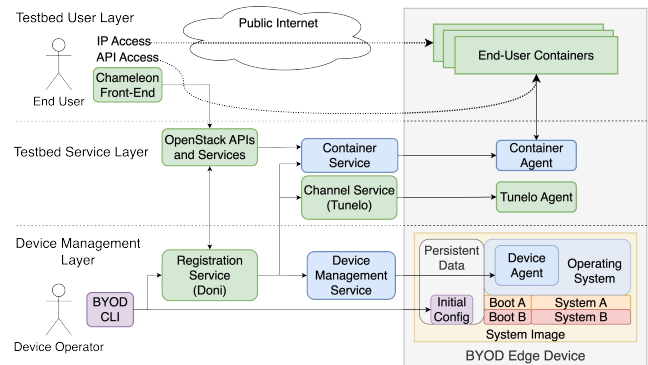 Testbed User Layer
Public Internet
IP Access
API Access
End-User Containers
Chameleon
Front-End
End User
OpenStack APIs
and Services
Testbed Service Layer
Container
Service
Container
Agent
Channel Service
(Tunelo)
Tunelo Agent
Device Management
Layer
Registration
Service
(Doni)
Device
Management
Service
Persistent
Data
Device
Agent
Operating
System
BYOD
CLI
Initial
Config
Boot A
System A
Boot B
System B
System Image
Device Operator
BYOD Edge Device